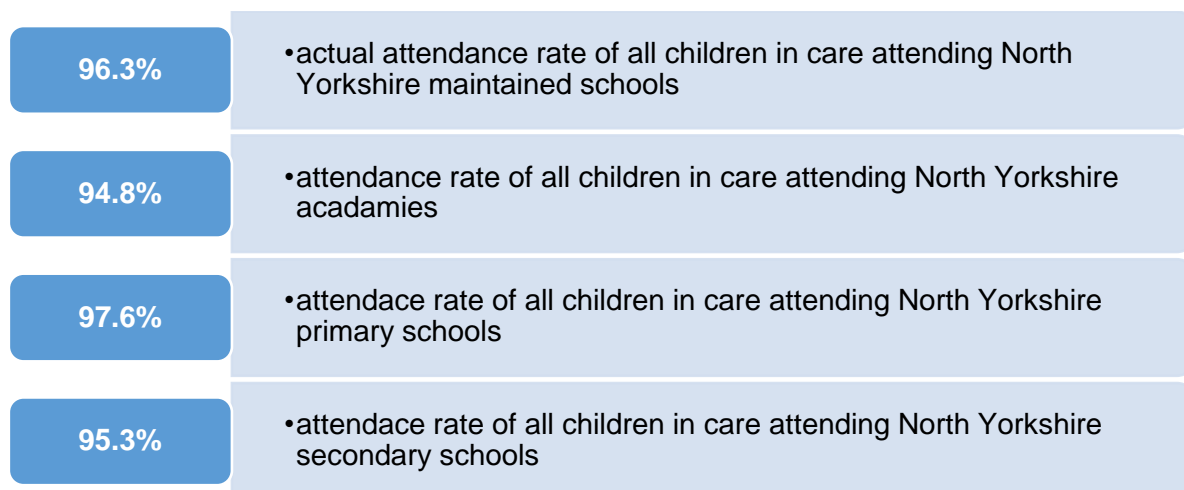 96.3%
•actual attendance rate of all children in care attending North
Yorkshire maintained schools
94.8%
•attendance rate of all children in care attending North Yorkshire
acadamies
97.6%
•attendace rate of all children in care attending North Yorkshire
primary schools
95.3%
•attendace rate of all children in care attending North Yorkshire
secondary schools